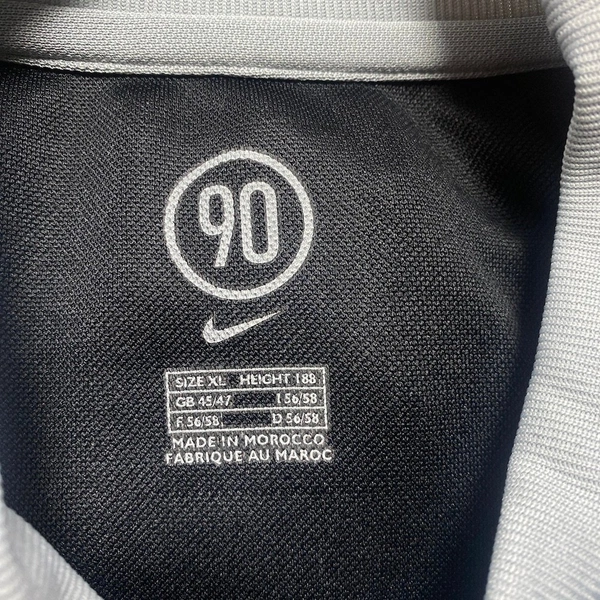 90
SIZE XL HEIGHT 188
GB 45/47 I 56/58
F 56/58 D 56/58
MADE IN MOROCCO
FABRIQUE AU MAROC